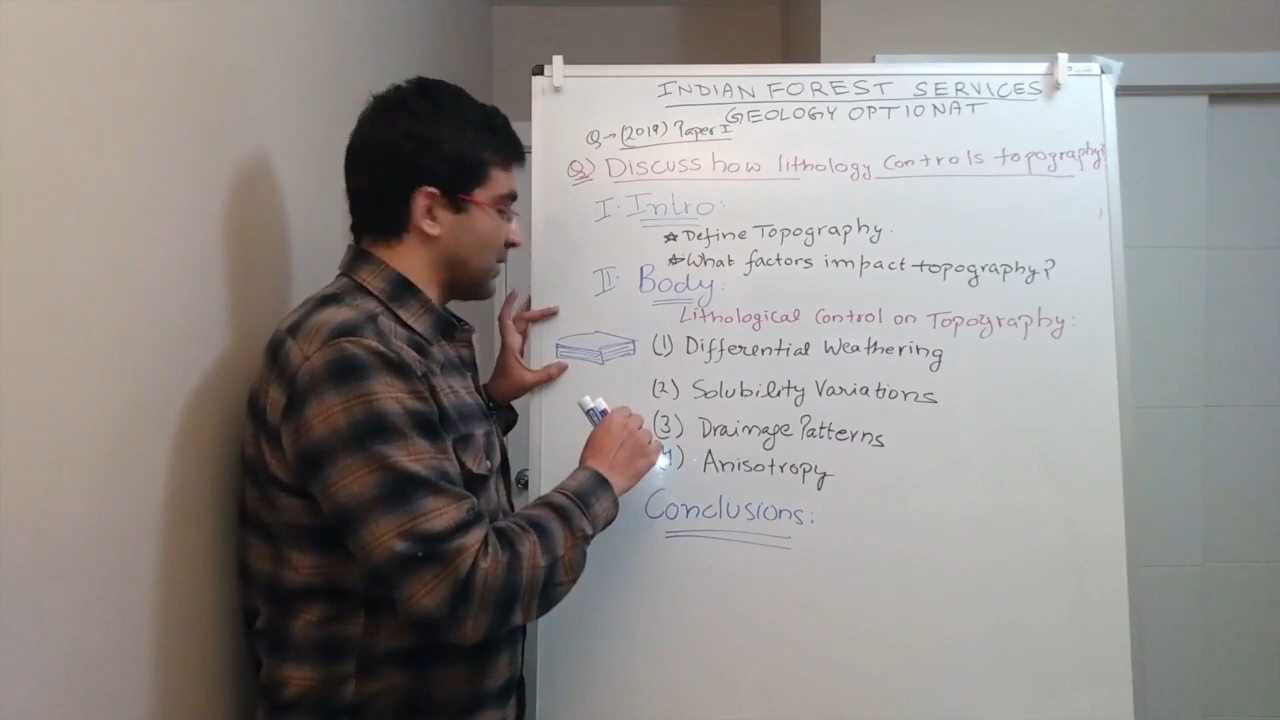 INDIAN FOREST SERVICES
GEOLOGY OPTIONAT
Q→ (2019) Paper I
Q) Discuss how lithology controls topography?
I. Intro:
* Define Topography.
* What factors impact topography?
II. Body:
Lithological Control on Topography:
(1) Differential Weathering
(2) Solubility Variations
(3) Drainage Patterns
(4) Anisotropy
Conclusions: